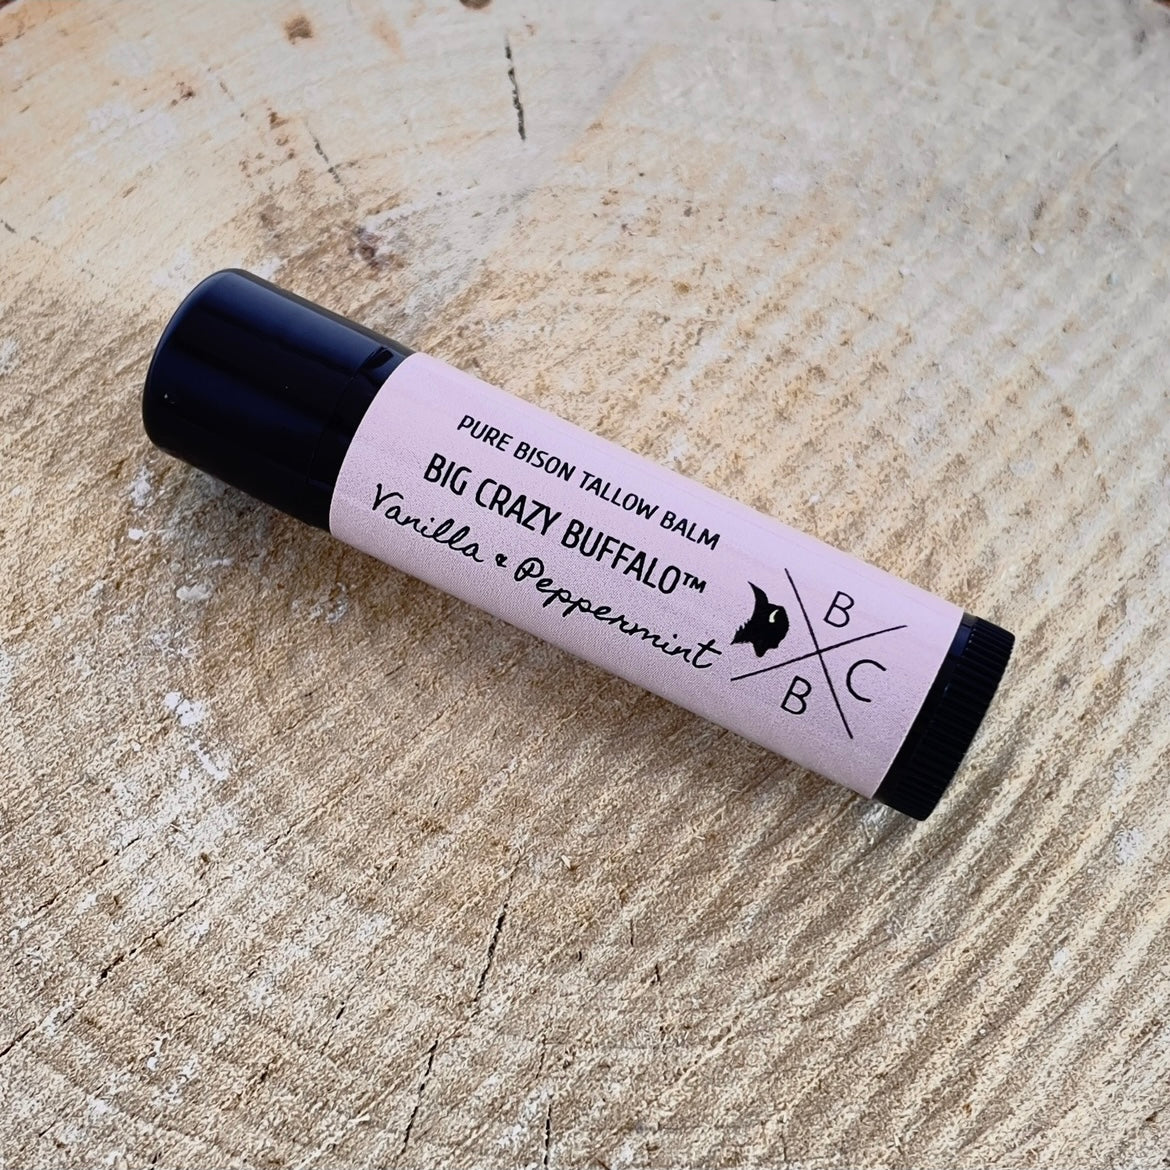 PURE BISON TALLOW BALM
BIG CRAZY BUFFALO™
Vanilla & Peppermint
B
C
B